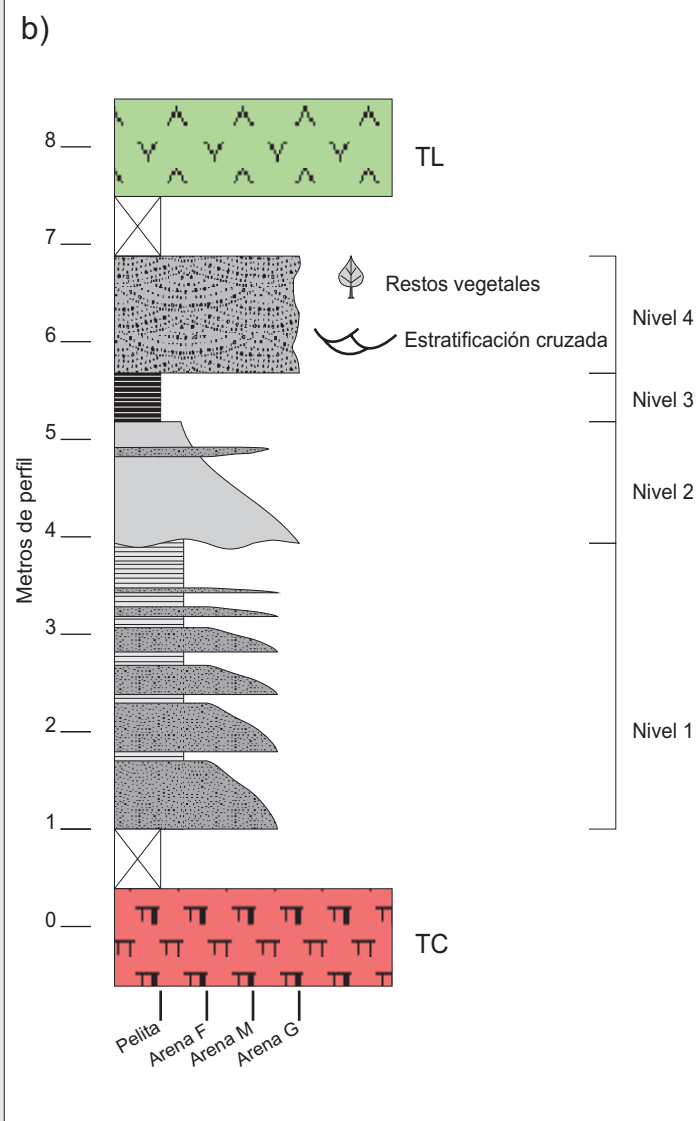 b)
8
TL
7
Restos vegetales
Nivel 4
6
Estratificación cruzada
Nivel 3
5
Nivel 2
4
Metros de perfil
3
2
Nivel 1
1
0
TC
Pelita
Arena F
Arena M
Arena G